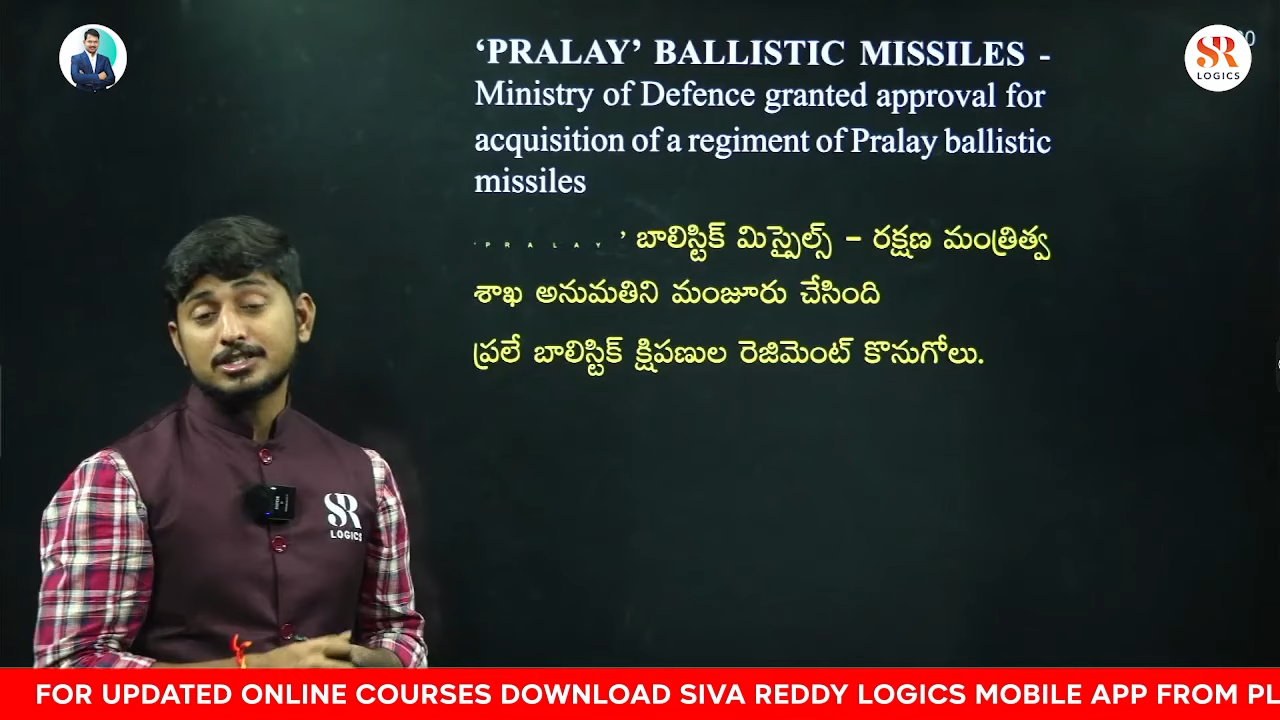 ‘PRALAY’ BALLISTIC MISSILES -
Ministry of Defence granted approval for
acquisition of a regiment of Pralay ballistic
missiles
‘PRALAY’ బాలిస్టిక్ మిస్సైల్స్ – రక్షణ మంత్రిత్వ
శాఖ అనుమతిని మంజూరు చేసింది
ప్రలే బాలిస్టిక్ క్షిపణుల రెజిమెంట్ కొనుగోలు.
SR
LOGICS
SR
LOGICS
FOR UPDATED ONLINE COURSES DOWNLOAD SIVA REDDY LOGICS MOBILE APP FROM PL